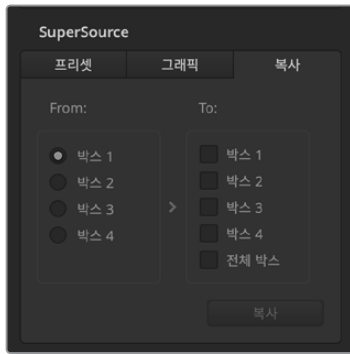 SuperSource
프리셋 그래픽 복사
From: To:
박스 1 박스 1
박스 2 박스 2
박스 3 박스 3
박스 4 박스 4
전체 박스
복사